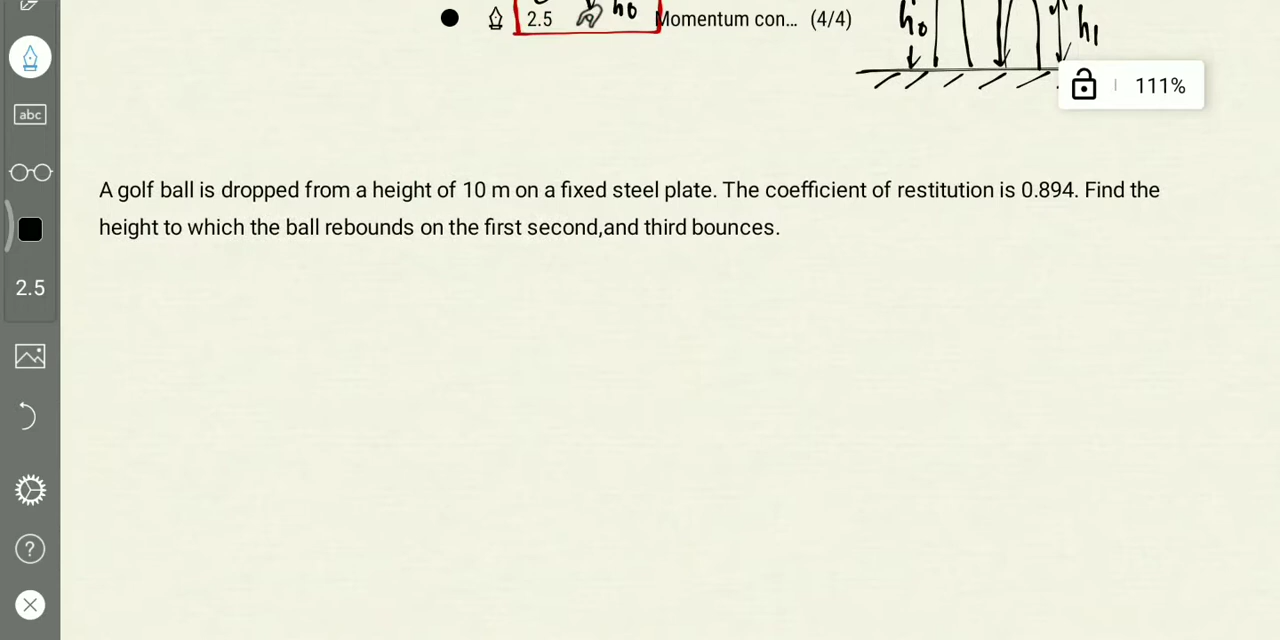 h0
2.5 Momentum con... (4/4)
h0 h1
111%
abc
A golf ball is dropped from a height of 10 m on a fixed steel plate. The coefficient of restitution is 0.894. Find the
height to which the ball rebounds on the first second,and third bounces.
2.5
?